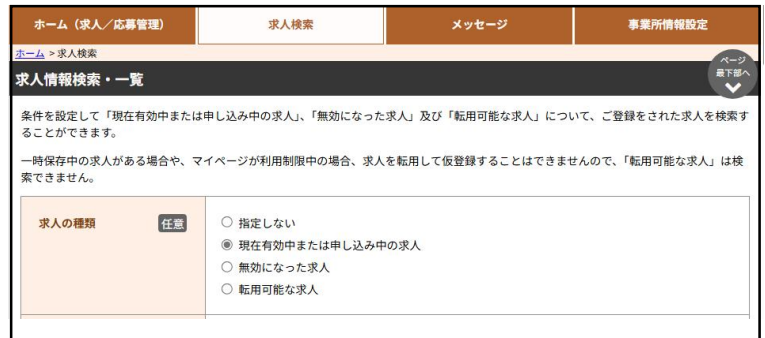 ホーム（求人／応募管理）
求人検索
メッセージ
事業所情報設定
ホーム > 求人検索
ページ
最下部へ
求人情報検索・一覧
条件を設定して「現在有効中または申し込み中の求人」、「無効になった求人」及び「転用可能な求人」について、ご登録をされた求人を検索す
ることができます。
一時保存中の求人がある場合や、マイページが利用制限中の場合、求人を転用して仮登録することはできませんので、「転用可能な求人」は検
索できません。
求人の種類
任意
指定しない
現在有効中または申し込み中の求人
無効になった求人
転用可能な求人